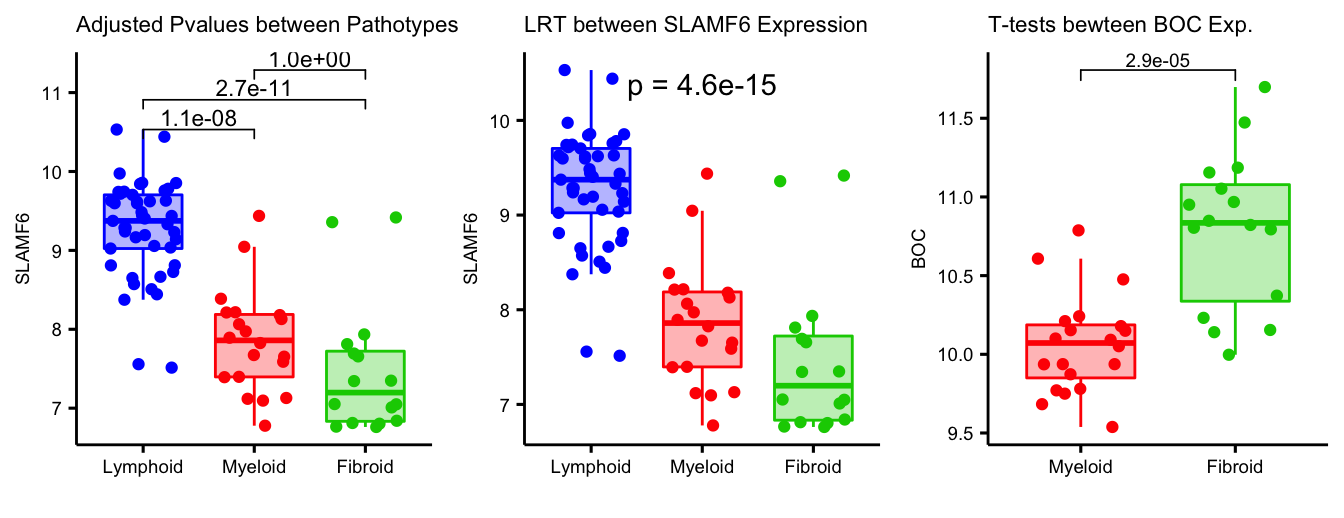 Adjusted Pvalues between Pathotypes
SLAMF6
11
10
9
8
7
1.0e+00
2.7e-11
1.1e-08
Lymphoid Myeloid Fibroid
LRT between SLAMF6 Expression
SLAMF6
10
9
8
7
p = 4.6e-15
Lymphoid Myeloid Fibroid
T-tests bewteen BOC Exp.
BOC
11.5
11.0
10.5
10.0
9.5
2.9e-05
Myeloid Fibroid